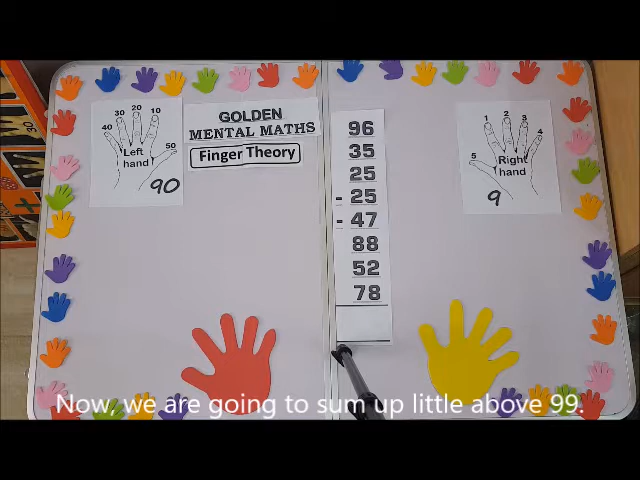 40 30 20 10
50
Left
hand
90
GOLDEN
MENTAL MATHS
Finger Theory
96
35
25
- 25
- 47
88
52
78
1 2 3 4
5
Right
hand
9
Now, we are going to sum up little above 99.